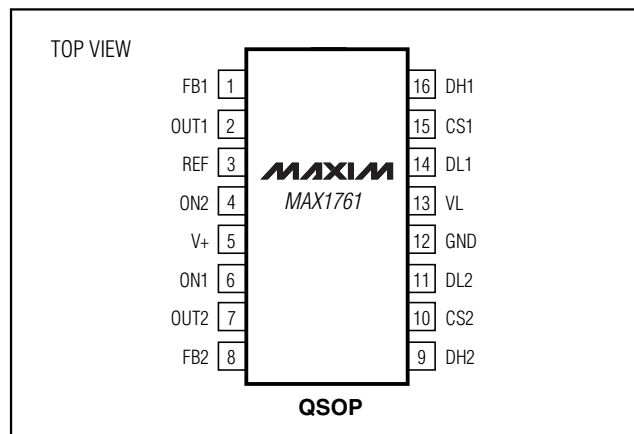 TOP VIEW
FB1 1
OUT1 2
REF 3
ON2 4
V+ 5
ON1 6
OUT2 7
FB2 8
MAXIM
MAX1761
16 DH1
15 CS1
14 DL1
13 VL
12 GND
11 DL2
10 CS2
9 DH2
QSOP